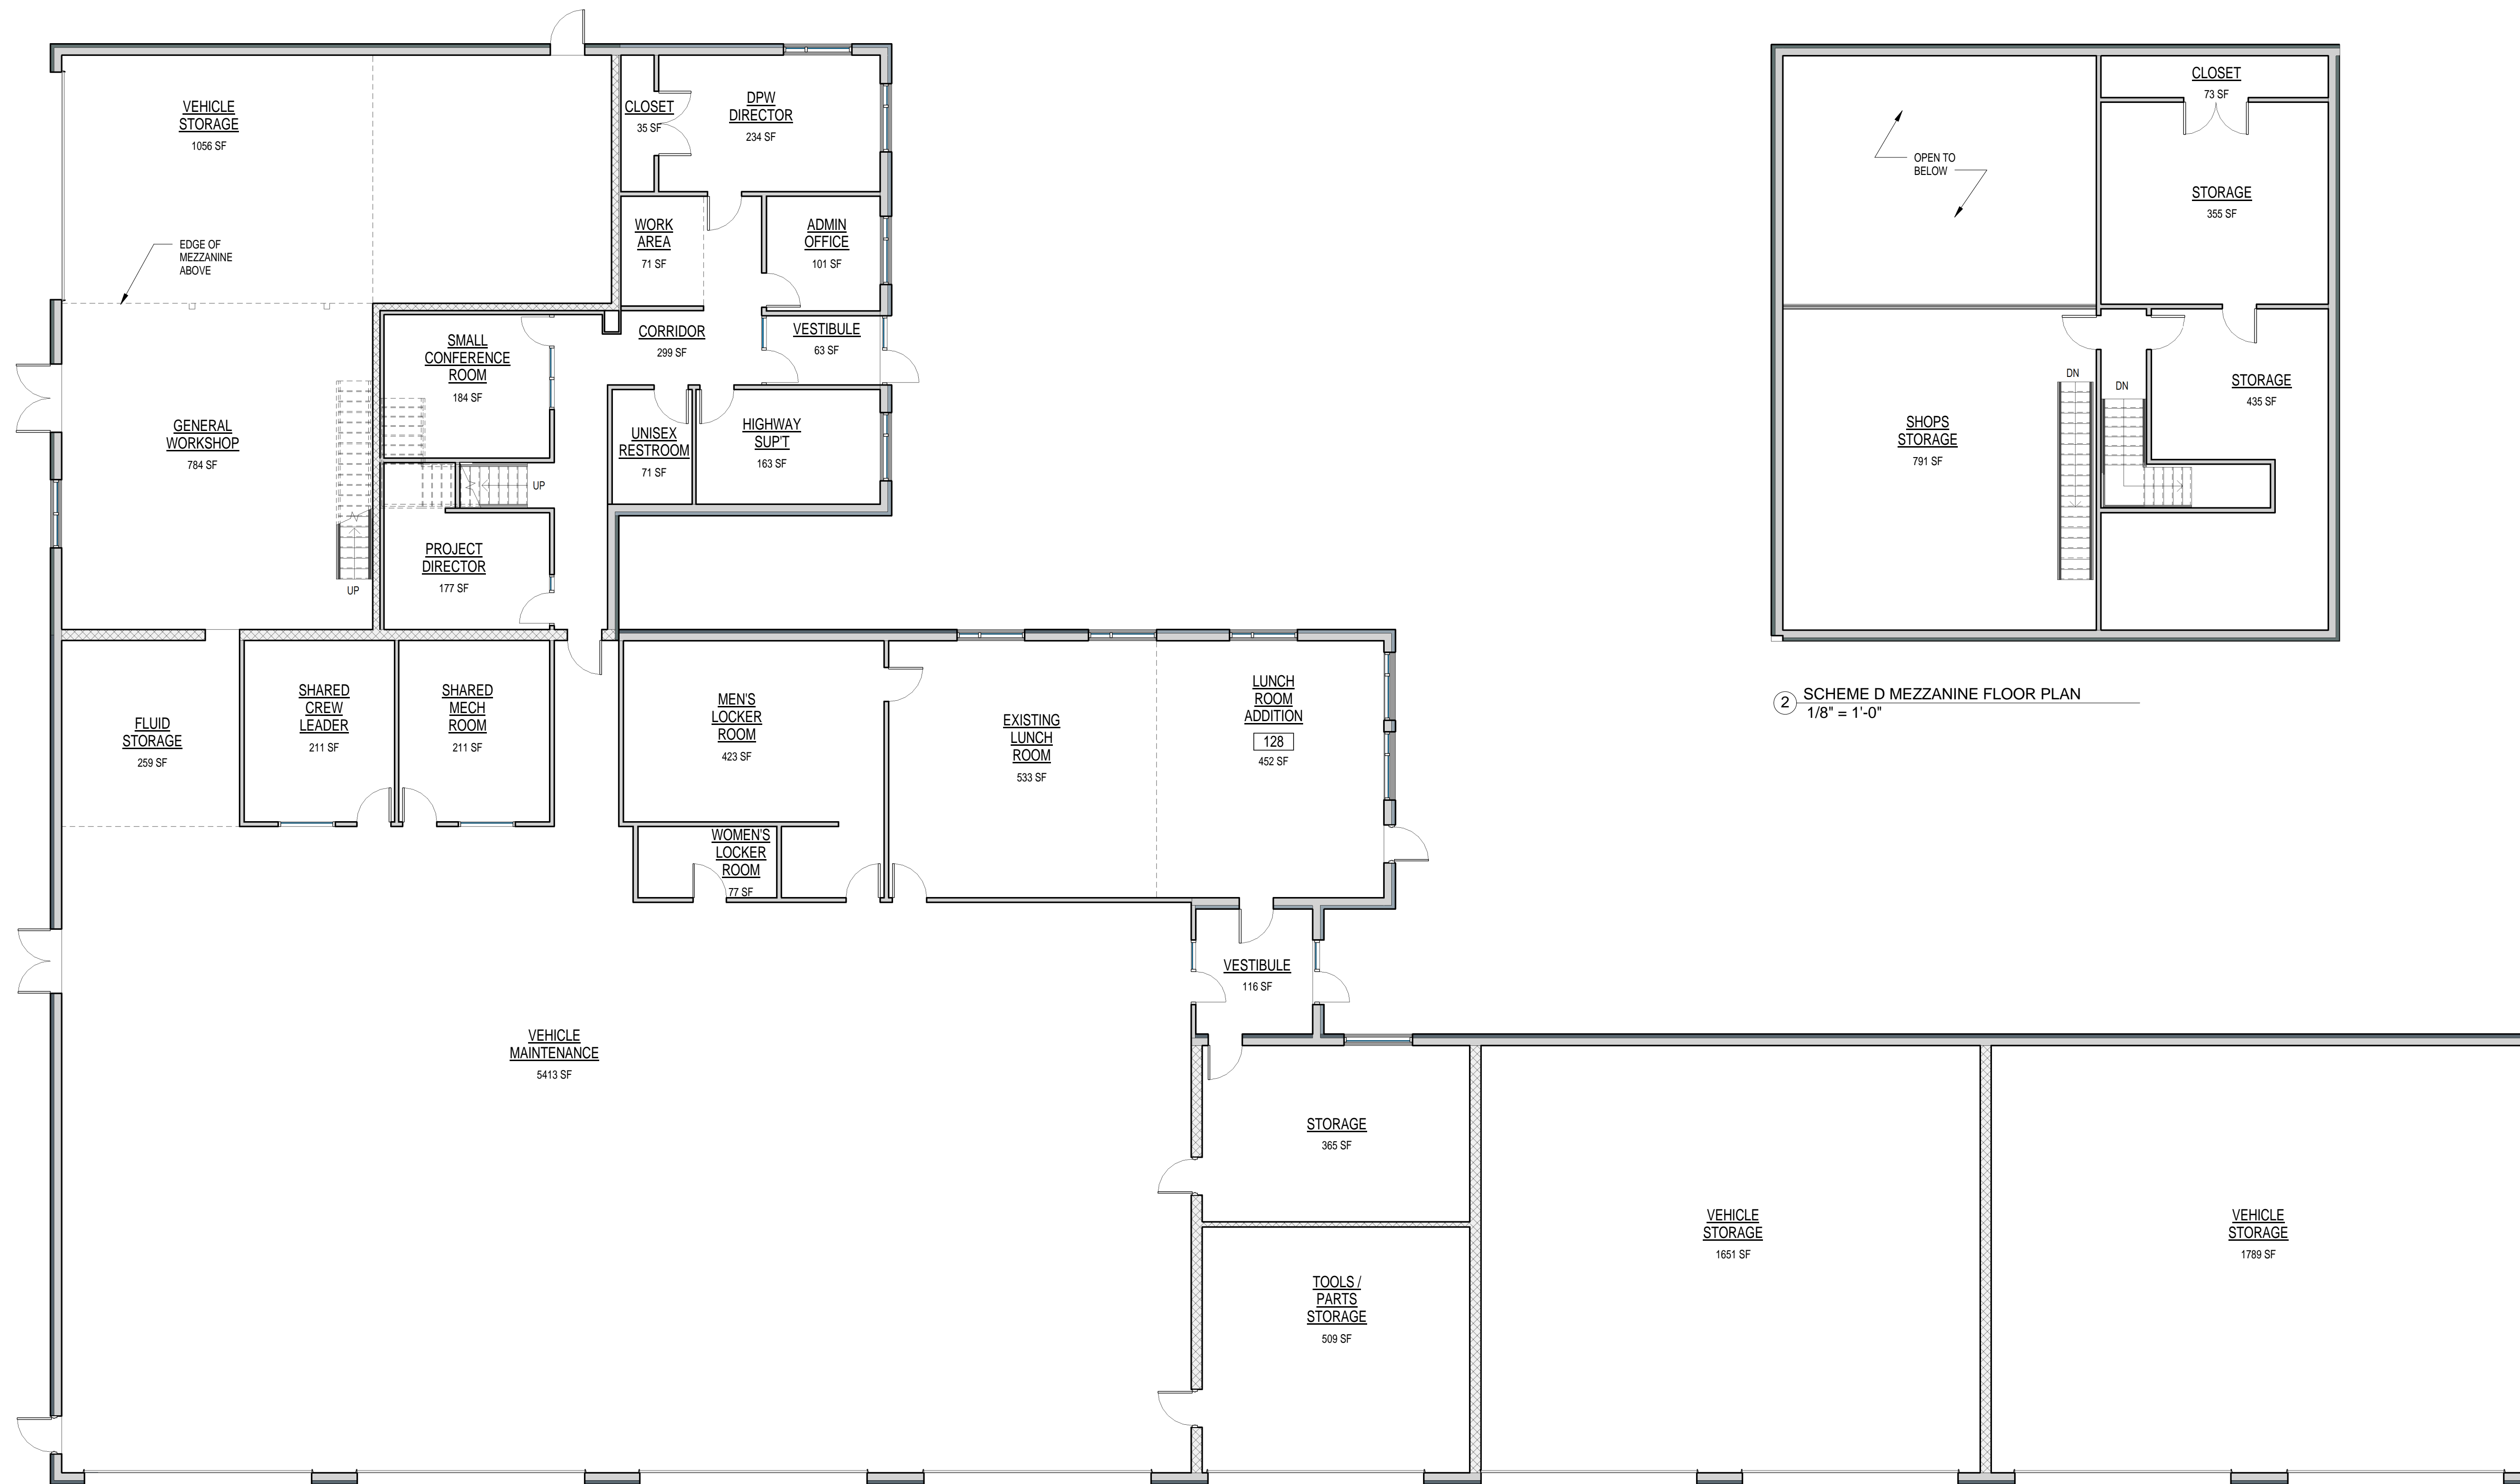 VEHICLE
STORAGE
1056 SF
EDGE OF
MEZZANINE
ABOVE
CLOSET
35 SF
DPW
DIRECTOR
234 SF
WORK
AREA
71 SF
ADMIN
OFFICE
101 SF
CORRIDOR
299 SF
VESTIBULE
63 SF
SMALL
CONFERENCE
ROOM
184 SF
GENERAL
WORKSHOP
784 SF
UP
UNISEX
RESTROOM
71 SF
HIGHWAY
SUP'T
163 SF
UP
PROJECT
DIRECTOR
177 SF
FLUID
STORAGE
259 SF
SHARED
CREW
LEADER
211 SF
SHARED
MECH
ROOM
211 SF
MEN'S
LOCKER
ROOM
423 SF
WOMEN'S
LOCKER
ROOM
77 SF
EXISTING
LUNCH
ROOM
533 SF
LUNCH
ROOM
ADDITION
128
452 SF
VESTIBULE
116 SF
VEHICLE
MAINTENANCE
5413 SF
STORAGE
365 SF
TOOLS /
PARTS
STORAGE
509 SF
VEHICLE
STORAGE
1651 SF
VEHICLE
STORAGE
1789 SF
OPEN TO
BELOW
CLOSET
73 SF
STORAGE
355 SF
DN
DN
STORAGE
435 SF
SHOPS
STORAGE
791 SF
2 SCHEME D MEZZANINE FLOOR PLAN
1/8" = 1'-0"